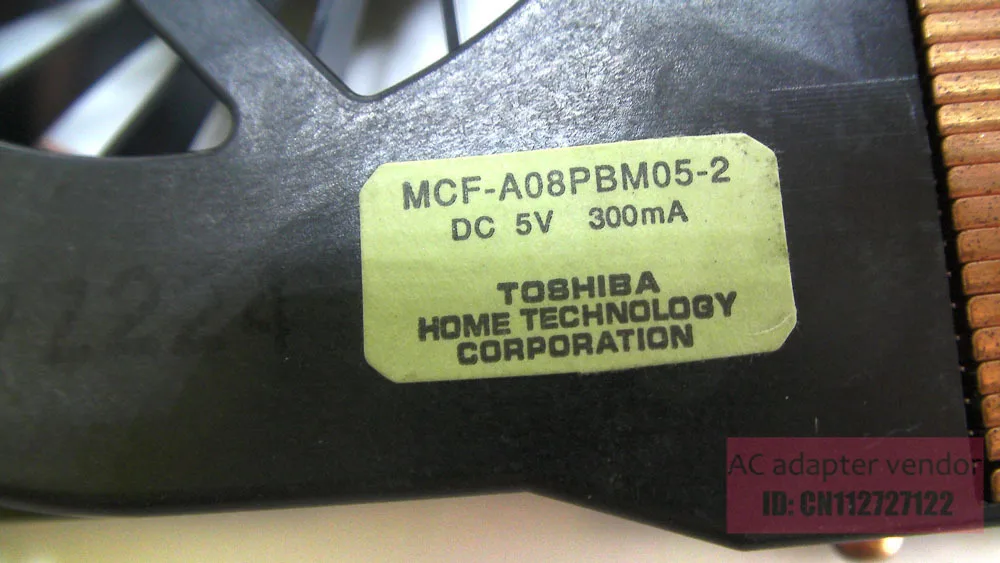 MCF-A08PBM05-2
DC 5V 300mA
TOSHIBA
HOME TECHNOLOGY
CORPORATION
AC adapter vendor
ID: CN112727122